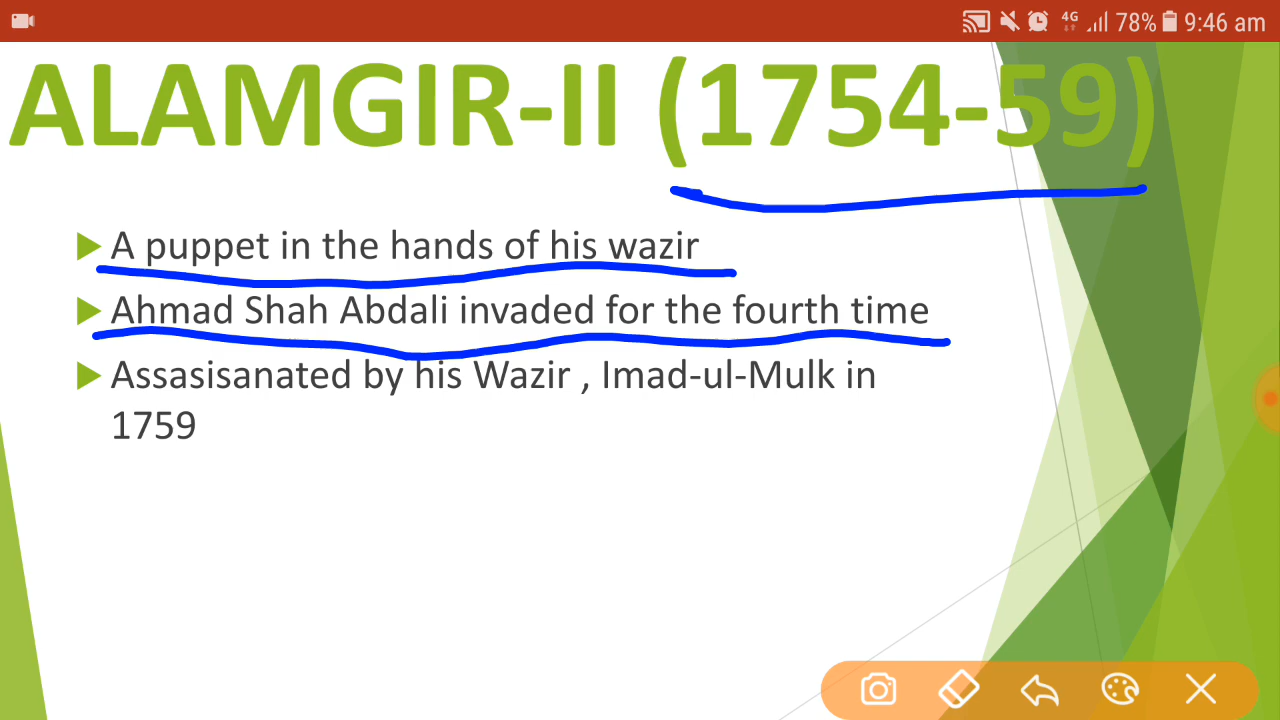 4G 78% 9:46 am
ALAMGIR-II (1754-59)
A puppet in the hands of his wazir
Ahmad Shah Abdali invaded for the fourth time
Assasisanated by his Wazir , Imad-ul-Mulk in
1759